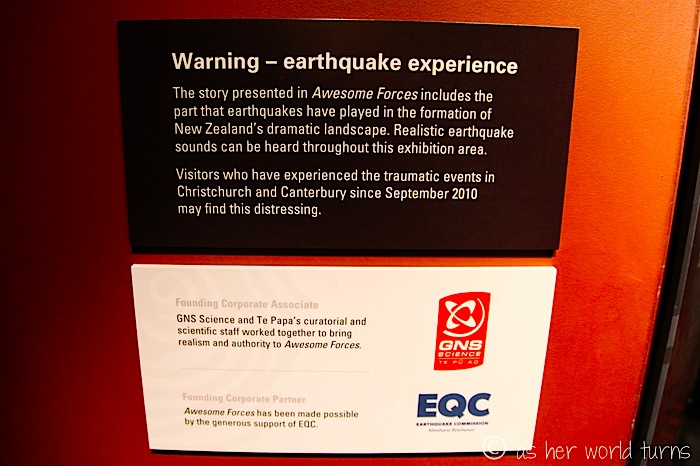 Warning – earthquake experience
The story presented in Awesome Forces includes the
part that earthquakes have played in the formation of
New Zealand's dramatic landscape. Realistic earthquake
sounds can be heard throughout this exhibition area.
Visitors who have experienced the traumatic events in
Christchurch and Canterbury since September 2010
may find this distressing.
Founding Corporate Associate
GNS Science and Te Papa's curatorial and
scientific staff worked together to bring
realism and authority to Awesome Forces.
GNS
SCIENCE
TE PŪ AO
Founding Corporate Partner
Awesome Forces has been made possible
by the generous support of EQC.
EQC
EARTHQUAKE COMMISSION
© as her world turns